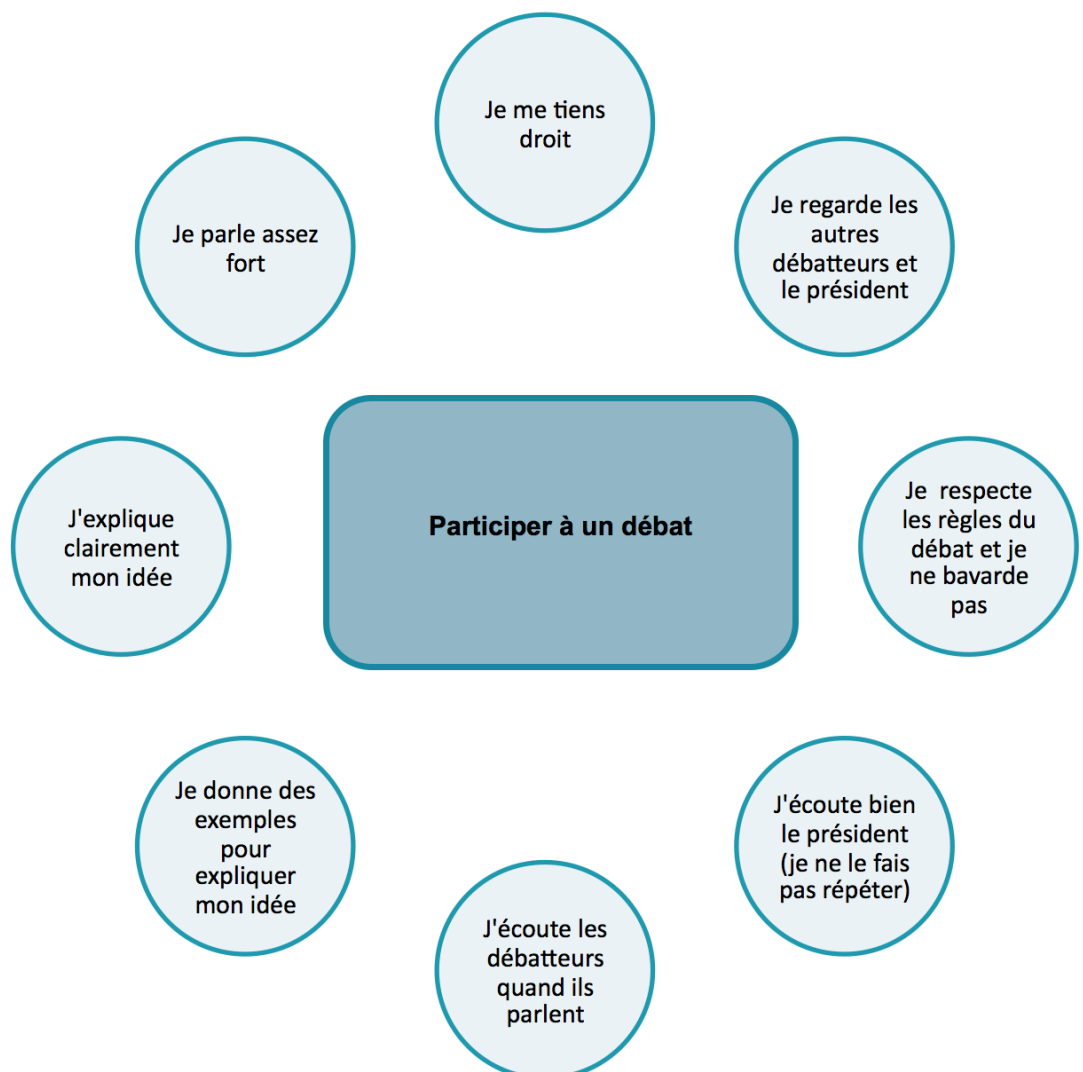 Je me tiens
droit
Je regarde les
autres
débatteurs et
le président
Je  respecte
les règles du
débat et je
ne bavarde
pas
J'écoute bien
le président
(je ne le fais
pas répéter)
J'écoute les
débatteurs
quand ils
parlent
Je donne des
exemples
pour
expliquer
mon idée
J'explique
clairement
mon idée
Je parle assez
fort
Participer à un débat